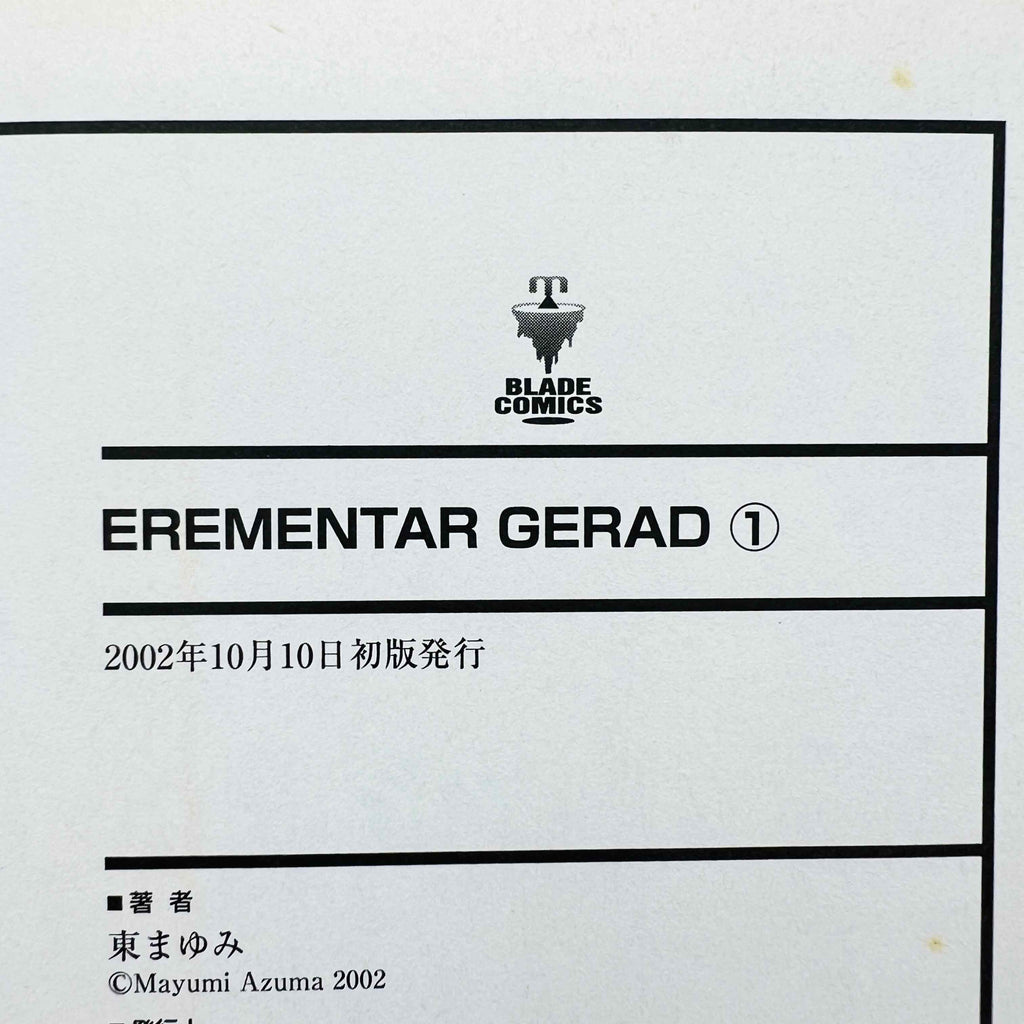 BLADE
COMICS
EREMENTAR GERAD ①
2002年10月10日初版発行
■著 者
東まゆみ
©Mayumi Azuma 2002